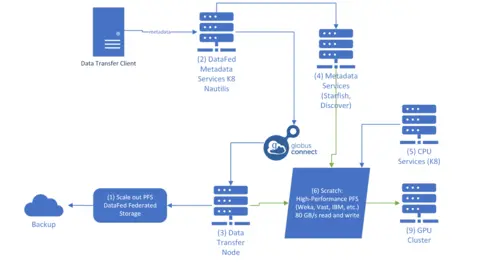 metadata
Data Transfer Client
(2) DataFed
Metadata
Services K8
Nautilis
(4) Metadata
Services
(Starfish,
Discover)
globus
connect
(5) CPU
Services (K8)
(1) Scale out PFS
DataFed Federated
Storage
(6) Scratch:
High-Performance PFS
(Weka, Vast, IBM, etc.)
80 GB/s read and write
Backup
(3) Data
Transfer
Node
(9) GPU
Cluster